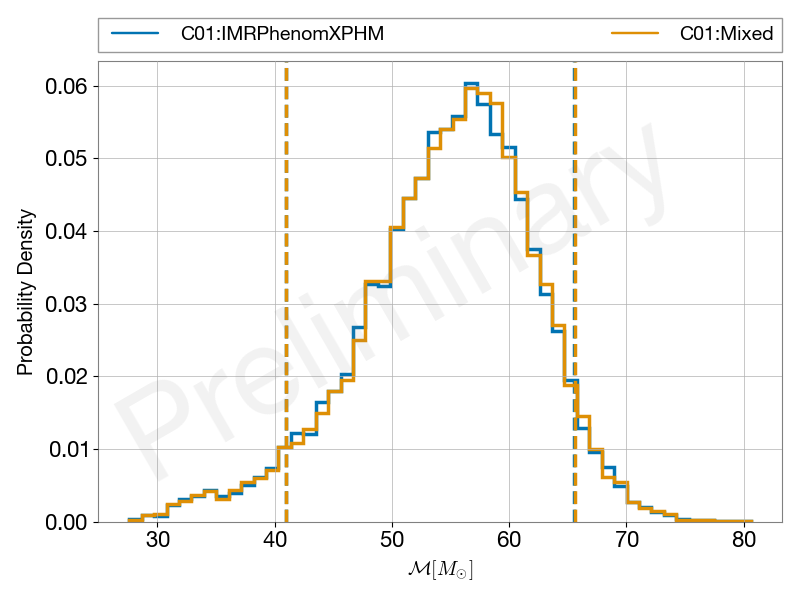 C01:IMRPhenomXPHM C01:Mixed
Preliminary
Probability Density
0.06
0.05
0.04
0.03
0.02
0.01
0.00
30 40 50 60 70 80
ℳ[M⊙]